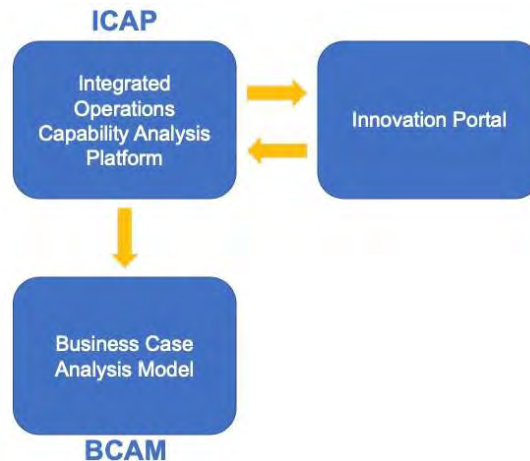 ICAP
Integrated
Operations
Capability Analysis
Platform
Innovation Portal
Business Case
Analysis Model
BCAM